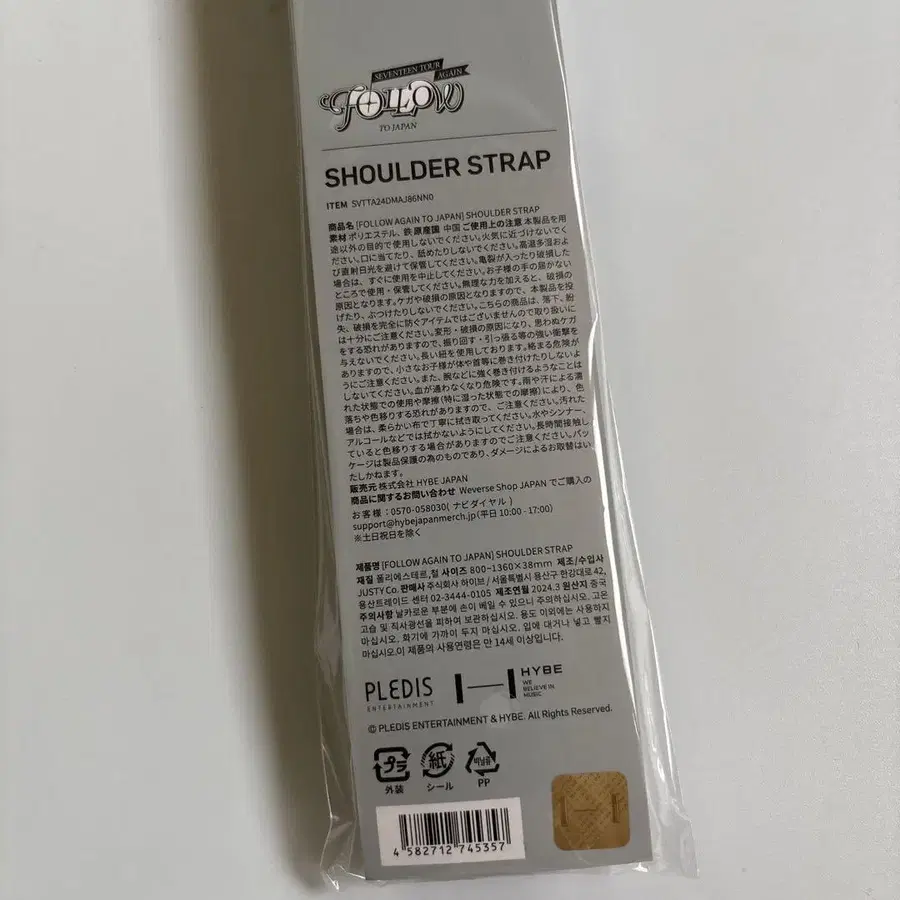 SEVENTEEN TOUR
AGAIN
FOLLOW
TO JAPAN
SHOULDER STRAP
ITEM SVTTA24DMAJ86NN0
商品名 [FOLLOW AGAIN TO JAPAN] SHOULDER STRAP
素材 ポリエステル、鉄 原産国 中国 ご使用上の注意 本製品を用
途以外の目的で使用しないでください。火気に近づけないでく
ださい。口に当てたり、舐めたりしないでください。高温多湿およ
び直射日光を避けて保管してください。亀裂が入ったり破損した
場合は、すぐに使用を中止してください。お子様の手の届かない
ところで使用・保管してください。無理な力を加えると、破損の
原因となります。ケガや破損の原因となりますので、本製品を投
げたり、ぶつけたりしないでください。こちらの商品は、落下、紛
失、破損を完全に防ぐアイテムではございませんので取り扱いに
は十分にご注意ください。変形・破損の原因になり、思わぬケガ
をする恐れがありますので、振り回す・引っ張る等の強い衝撃を
与えないでください。長い紐を使用しております。絡まる危険が
ありますので、小さなお子様が体や首等に巻き付けたりしないよ
うにご注意ください。また、腕などに強く巻き付けるようなことは
しないでください。血が通わなくなり危険です。雨や汗による濡
れた状態での使用や摩擦(特に湿った状態での摩擦)により、色
落ちや色移りする恐れがありますので、ご注意ください。汚れた
場合は、柔らかい布で丁寧に拭き取ってください。水やシンナー、
アルコールなどでは拭かないようにしてください。長時間接触し
ていると色移りする場合がありますのでご注意ください。パッ
ケージは製品保護の為のものであり、ダメージによるお取替はい
たしかねます。
販売元 株式会社 HYBE JAPAN
商品に関するお問い合わせ Weverse Shop JAPAN でご購入の
お客様：0570-058030( ナビダイヤル )
support@hybejapanmerch.jp(平日 10:00 - 17:00)
※土日祝日を除く
제품명 [FOLLOW AGAIN TO JAPAN] SHOULDER STRAP
재질 폴리에스테르,철 사이즈 800~1360×38mm 제조/수입사
JUSTY Co. 판매사 주식회사 하이브 / 서울특별시 용산구 한강대로 42,
용산트레이드 센터 02-3444-0105 제조연월 2024.3 원산지 중국
주의사항 날카로운 부분에 손이 베일 수 있으니 주의하십시오. 고온
고습 및 직사광선을 피하여 보관하십시오. 용도 이외에는 사용하지
마십시오. 화기에 가까이 두지 마십시오. 입에 대거나 넣고 빨지
마십시오.이 제품의 사용연령은 만 14세 이상입니다.
PLEDIS
ENTERTAINMENT
HYBE
WE
BELIEVE IN
MUSIC
© PLEDIS ENTERTAINMENT & HYBE. All Rights Reserved.
プラ
外装
紙
シール
PP
4 582712 745357